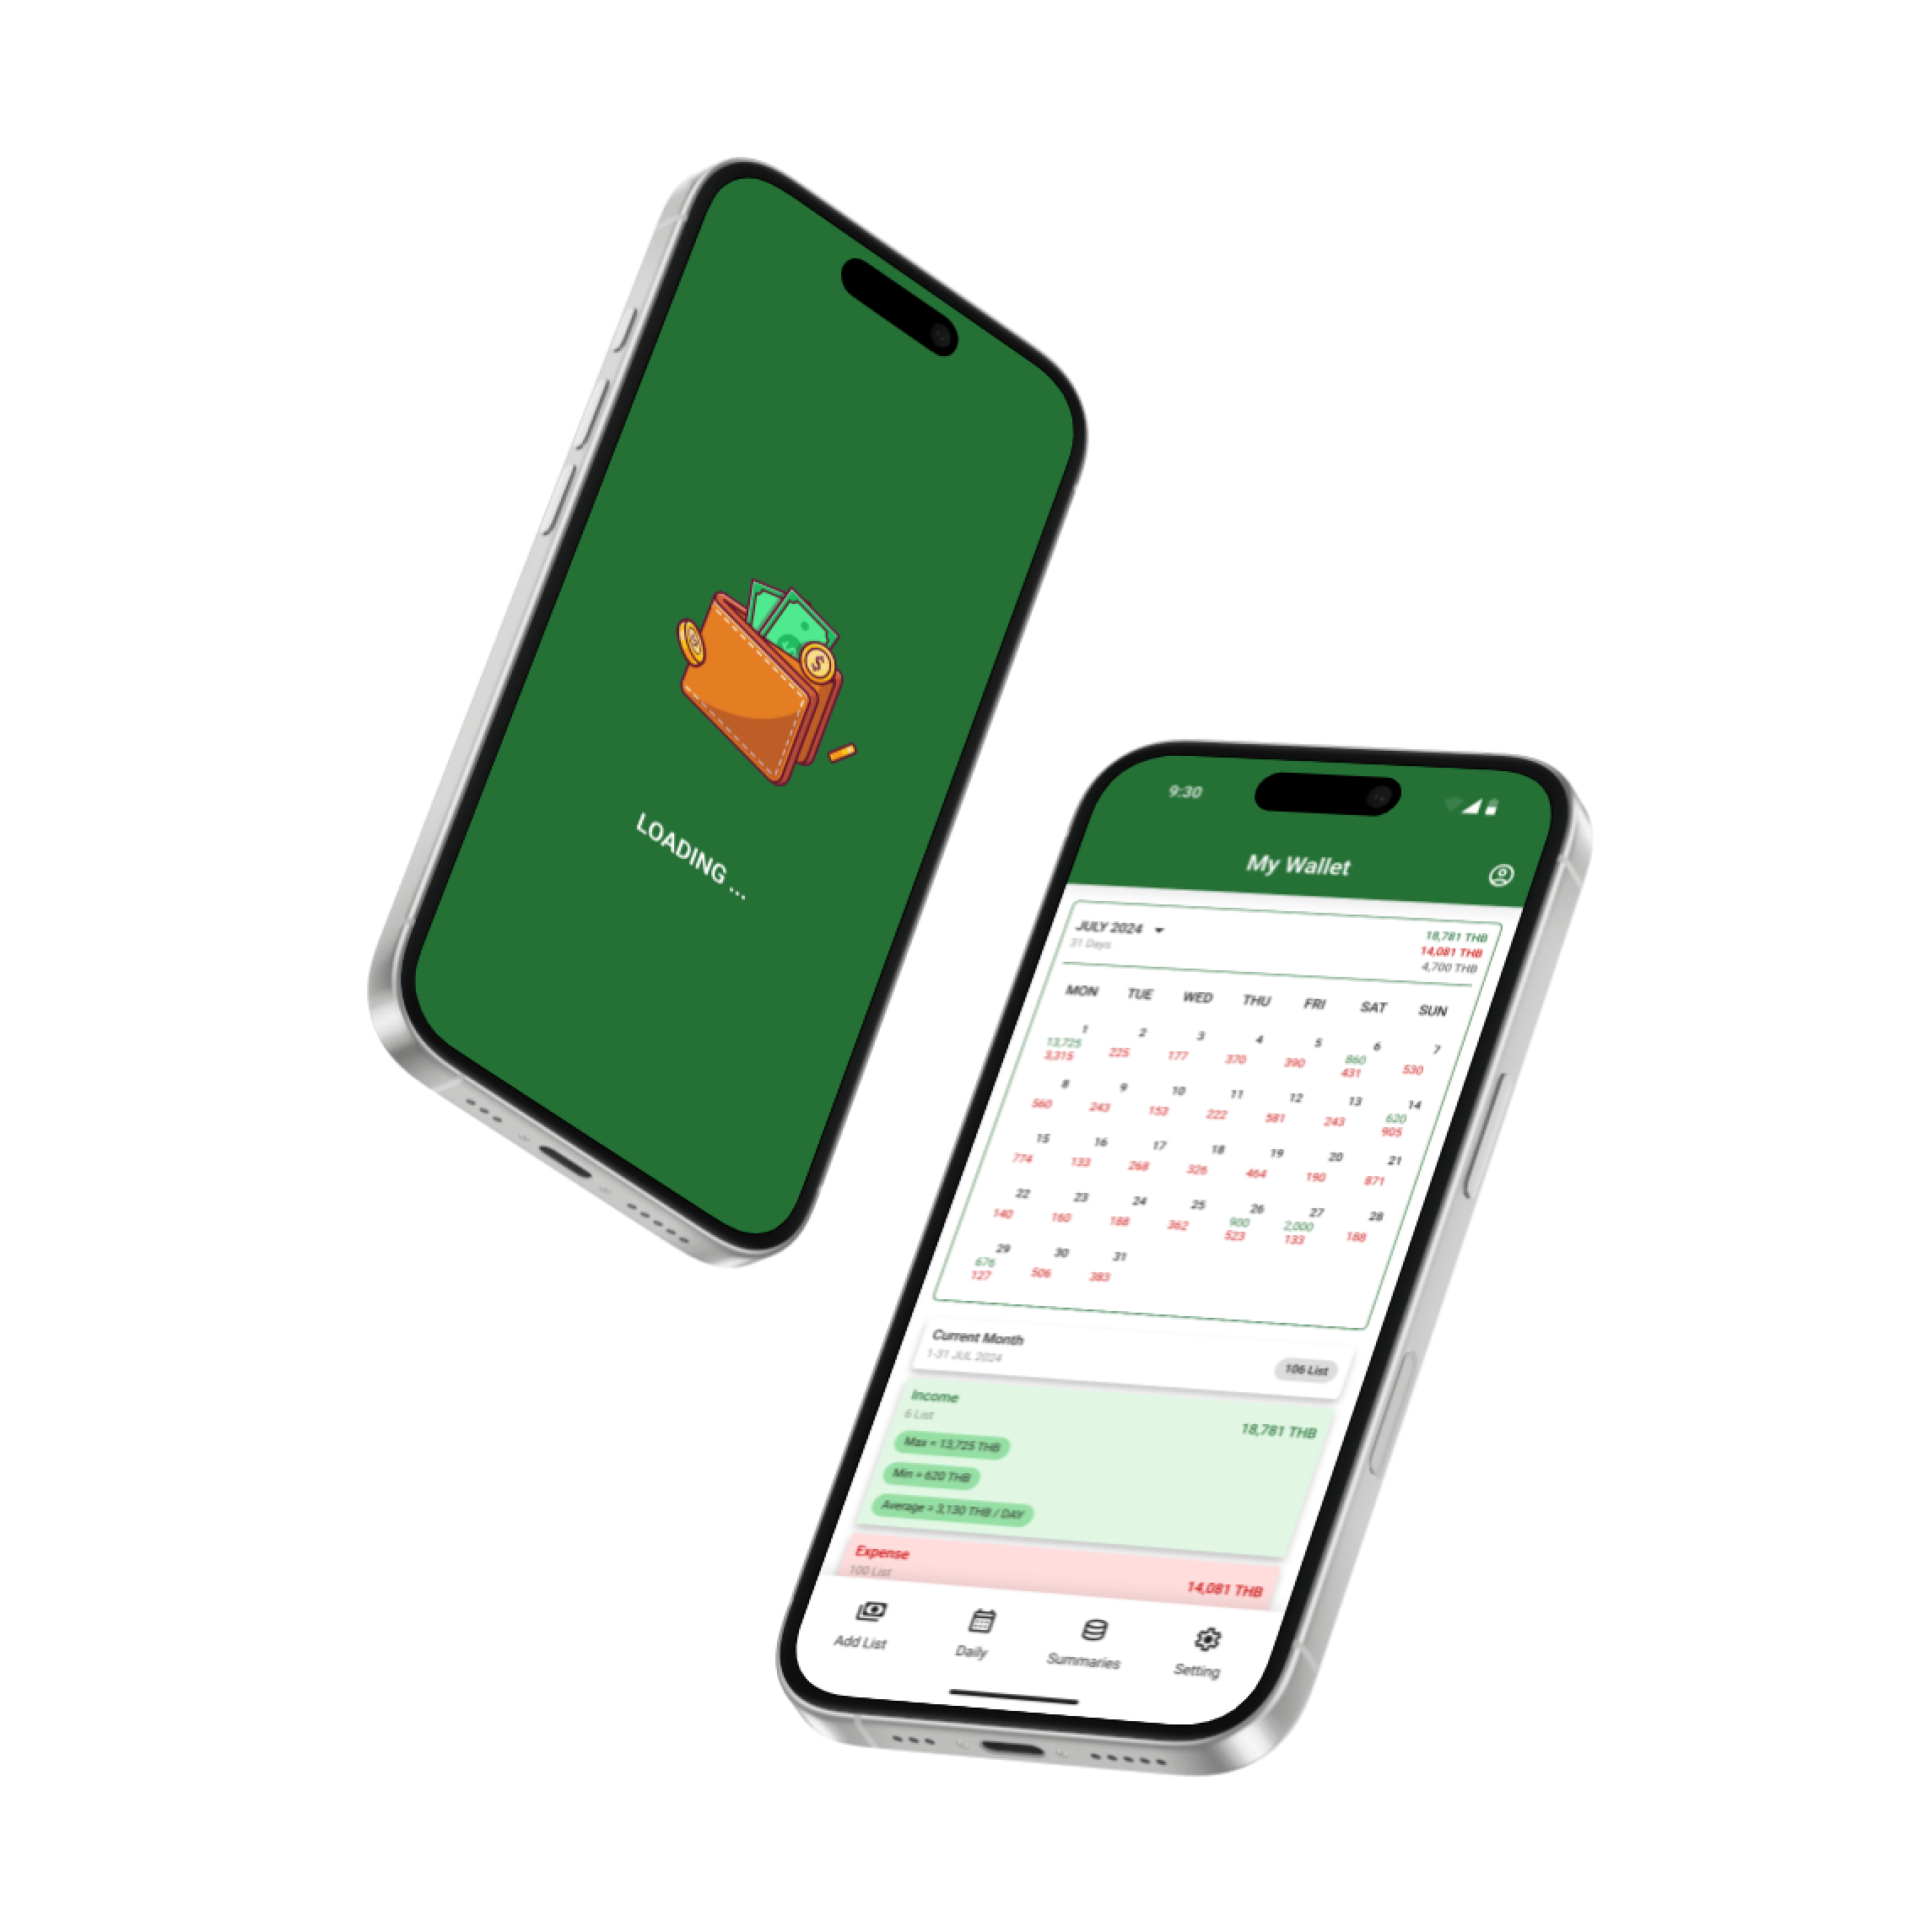 LOADING ...
9:30
My Wallet
JULY 2024
31 Days
18,781 THB
14,081 THB
4,700 THB
MON TUE WED THU FRI SAT SUN
1 2 3 4 5 6 7
13,725 860
3,315 225 177 370 390 431 530
8 9 10 11 12 13 14
620
560 243 153 222 581 243 905
15 16 17 18 19 20 21
774 133 268 326 464 190 871
22 23 24 25 26 27 28
900 2,000
140 160 188 362 523 133 188
29 30 31
676
127 506 383
Current Month
1-31 JUL 2024
106 List
Income
6 List
18,781 THB
Max = 13,725 THB
Min = 620 THB
Average = 3,130 THB / DAY
Expense
100 List
14,081 THB
Add List Daily Summaries Setting